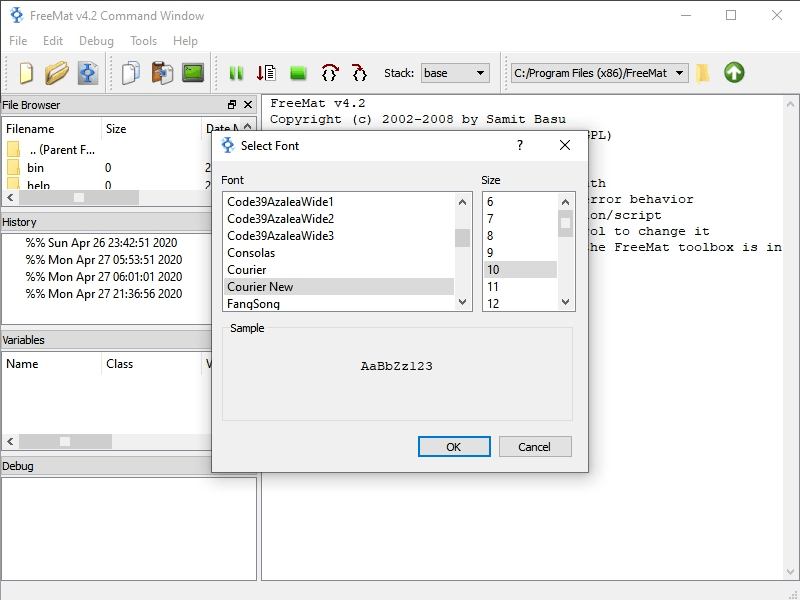 FreeMat v4.2 Command Window
File Edit Debug Tools Help
Stack: base C:/Program Files (x86)/FreeMat
File Browser
Filename Size Date M
.. (Parent F...
bin 0 2
help 0 2
History
%% Sun Apr 26 23:42:51 2020
%% Mon Apr 27 05:53:51 2020
%% Mon Apr 27 06:01:01 2020
%% Mon Apr 27 21:36:56 2020
Variables
Name Class V
Debug
FreeMat v4.2
Copyright (c) 2002-2008 by Samit Basu
PL)
th
rror behavior
on/script
rol to change it
he FreeMat toolbox is in
Select Font
?
Font
Code39AzaleaWide1
Code39AzaleaWide2
Code39AzaleaWide3
Consolas
Courier
Courier New
FangSong
Size
6
7
8
9
10
11
12
Sample
AaBbZz123
OK Cancel